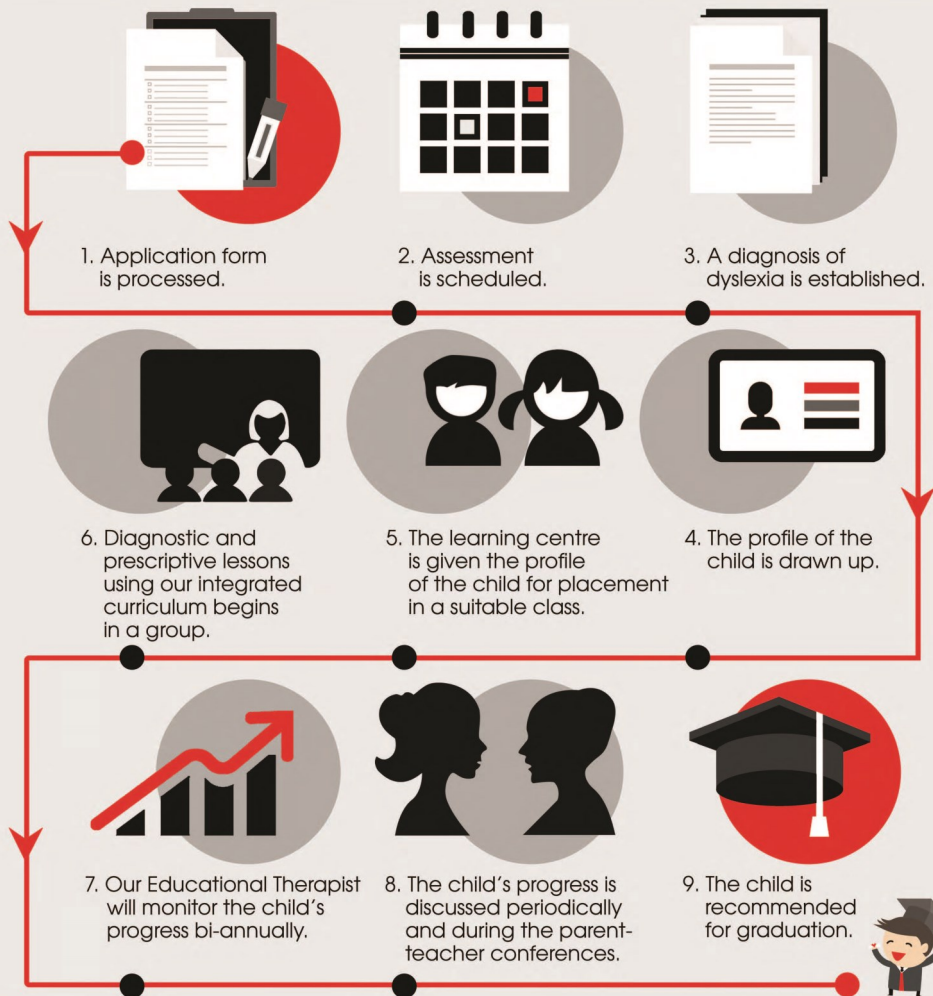 1. Application form
is processed.
2. Assessment
is scheduled.
3. A diagnosis of
dyslexia is established.
4. The profile of the
child is drawn up.
5. The learning centre
is given the profile
of the child for placement
in a suitable class.
6. Diagnostic and
prescriptive lessons
using our integrated
curriculum begins
in a group.
7. Our Educational Therapist
will monitor the child's
progress bi-annually.
8. The child's progress is
discussed periodically
and during the parent-
teacher conferences.
9. The child is
recommended
for graduation.